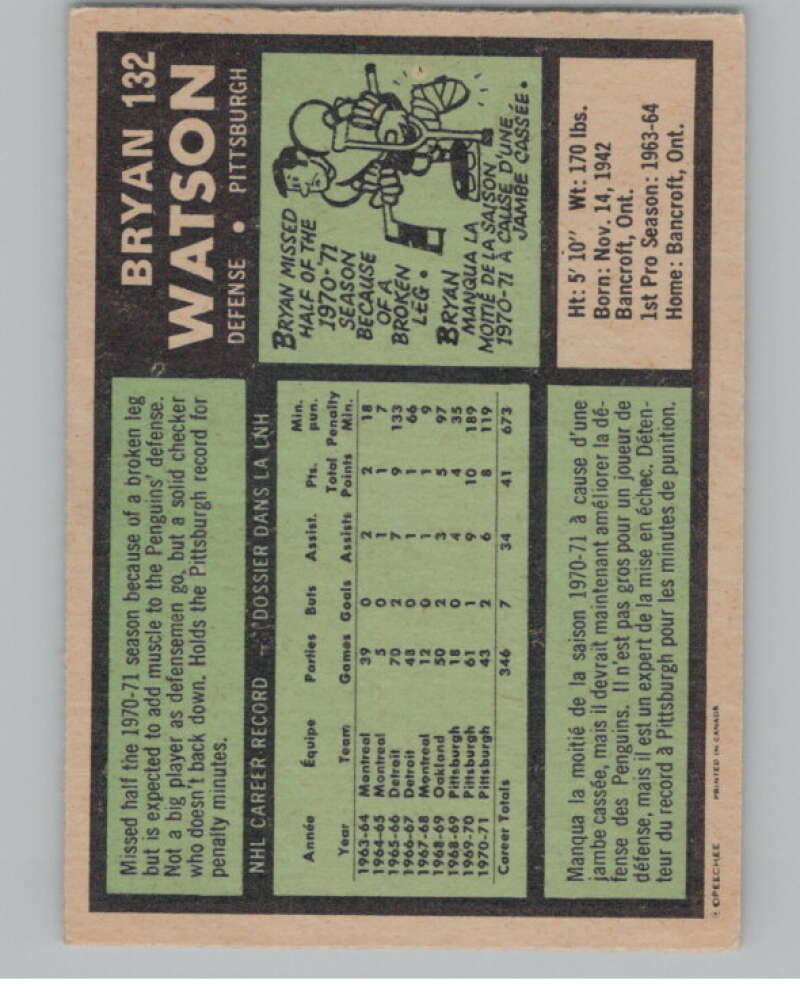 BRYAN 132
WATSON
DEFENSE • PITTSBURGH
Missed half the 1970-71 season because of a broken leg
but is expected to add muscle to the Penguins' defense.
Not a big player as defensemen go, but a solid checker
who doesn't back down. Holds the Pittsburgh record for
penalty minutes.
BRYAN MISSED
HALF OF THE
1970-'71
SEASON
BECAUSE
OF A
BROKEN
LEG •
BRYAN
MANQUA LA
MOITIÉ DE LA SAISON
1970-71 À CAUSE D'UNE
JAMBE CASSÉE •
NHL CAREER RECORD — DOSSIER DANS LA LNH
Année Équipe Parties Buts Assist. Pts. Min. pun.
Year Team Games Goals Assists Total Points Penalty Min.
1963-64 Montreal 39 0 2 2 18
1964-65 Montreal 5 0 1 1 7
1965-66 Detroit 70 2 7 9 133
1966-67 Detroit 48 0 1 1 66
1967-68 Montreal 12 0 1 1 9
1968-69 Oakland 50 2 3 5 97
1968-69 Pittsburgh 18 0 4 4 35
1969-70 Pittsburgh 61 1 9 10 189
1970-71 Pittsburgh 43 2 6 8 119
Career Totals 346 7 34 41 673
Ht: 5' 10" Wt: 170 lbs.
Born: Nov. 14, 1942
Bancroft, Ont.
1st Pro Season: 1963-64
Home: Bancroft, Ont.
Manqua la moitié de la saison 1970-71 à cause d'une
jambe cassée, mais il devrait maintenant améliorer la dé-
fense des Penguins. Il n'est pas gros pour un joueur de
défense, mais il est un expert de la mise en échec. Déten-
teur du record à Pittsburgh pour les minutes de punition.
© OPEECHEE PRINTED IN CANADA